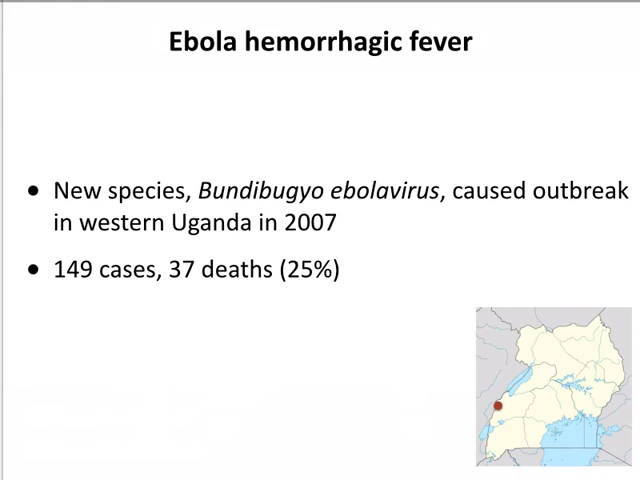 Ebola hemorrhagic fever
• New species, Bundibugyo ebolavirus, caused outbreak
in western Uganda in 2007
• 149 cases, 37 deaths (25%)